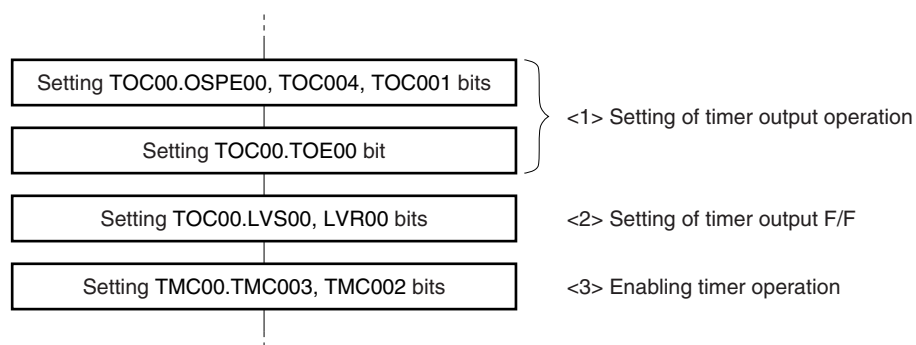 Setting TOC00.OSPE00, TOC004, TOC001 bits
<1> Setting of timer output operation
Setting TOC00.TOE00 bit
Setting TOC00.LVS00, LVR00 bits
<2> Setting of timer output F/F
Setting TMC00.TMC003, TMC002 bits
<3> Enabling timer operation